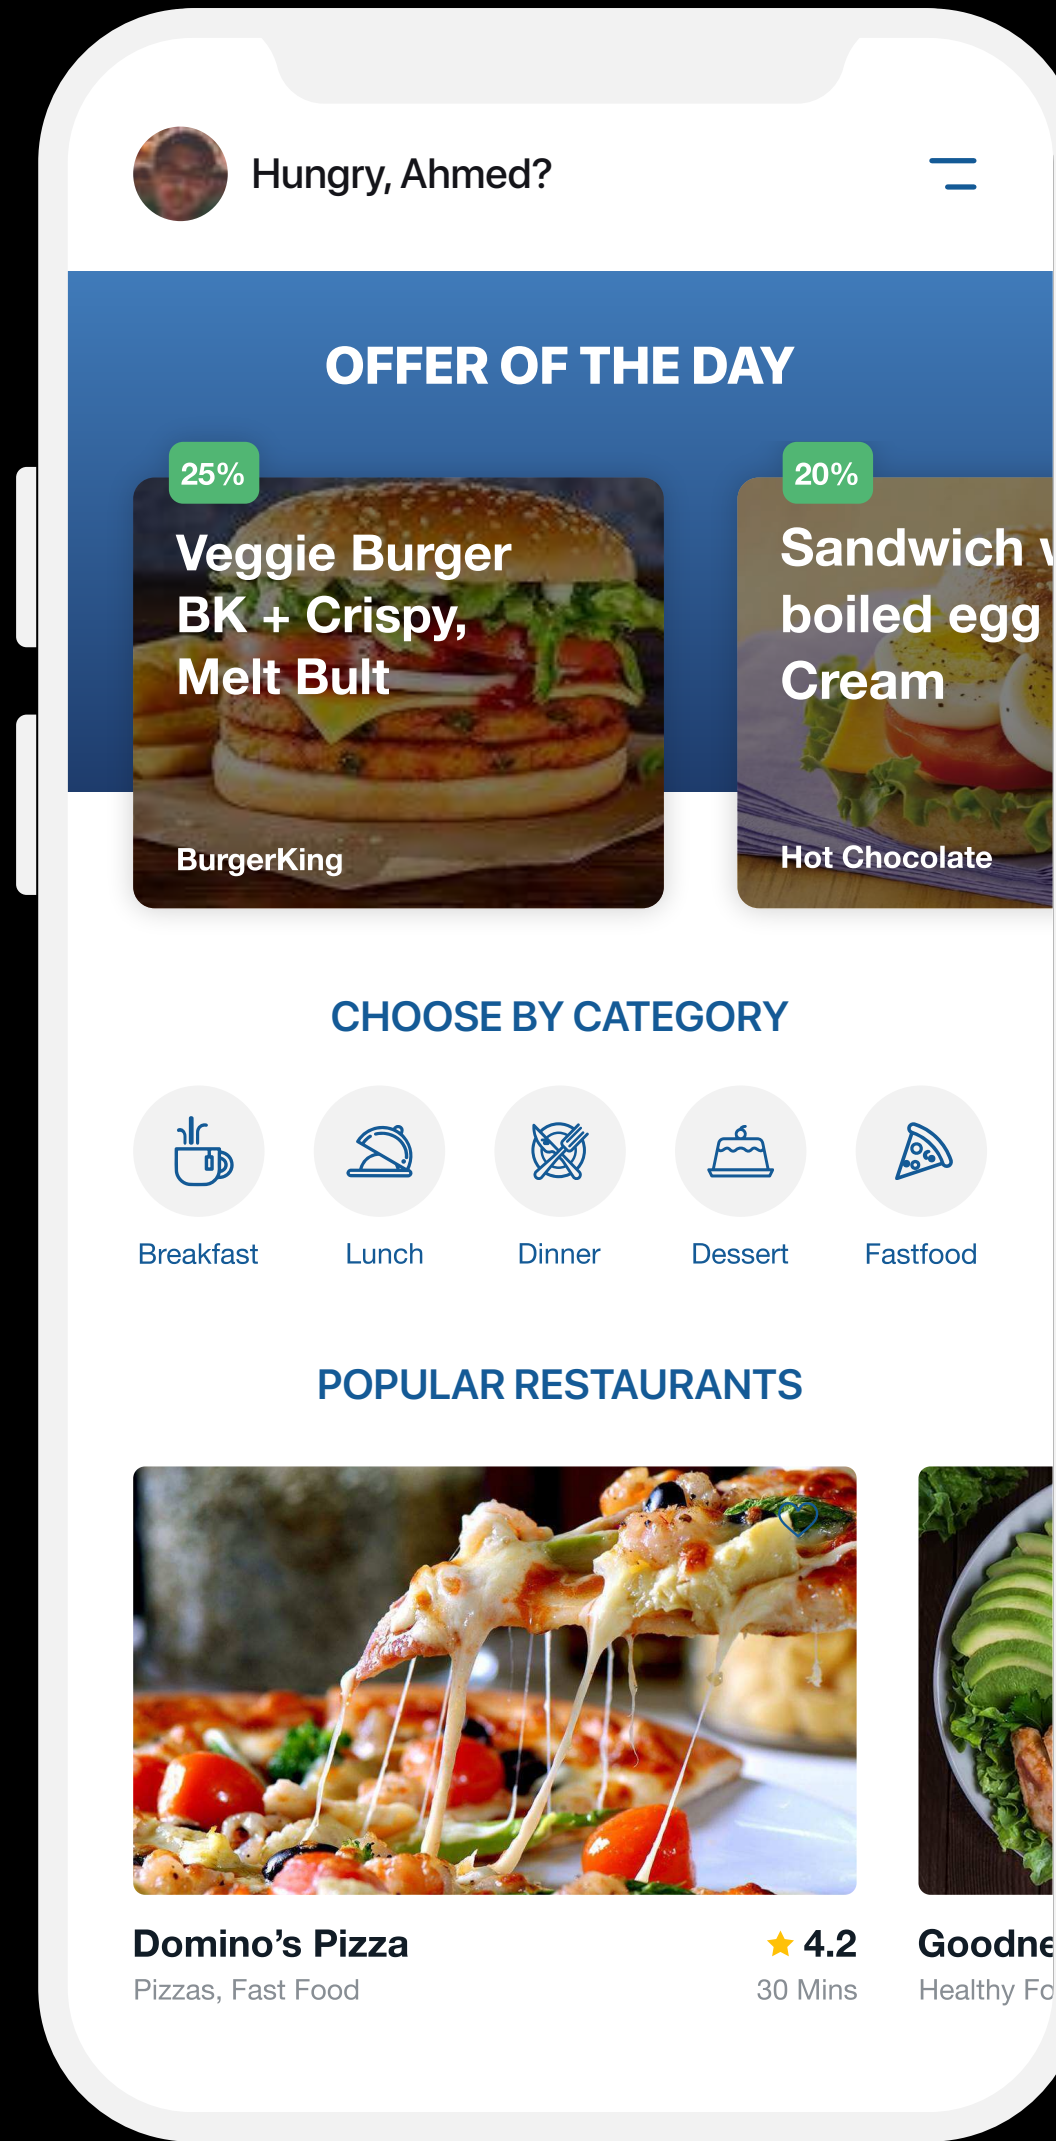 Hungry, Ahmed?
OFFER OF THE DAY
25%
Veggie Burger
BK + Crispy,
Melt Bult
BurgerKing
20%
Sandwich
boiled egg
Cream
Hot Chocolate
CHOOSE BY CATEGORY
Breakfast Lunch Dinner Dessert Fastfood
POPULAR RESTAURANTS
Domino’s Pizza
4.2
Pizzas, Fast Food
30 Mins
Healthy